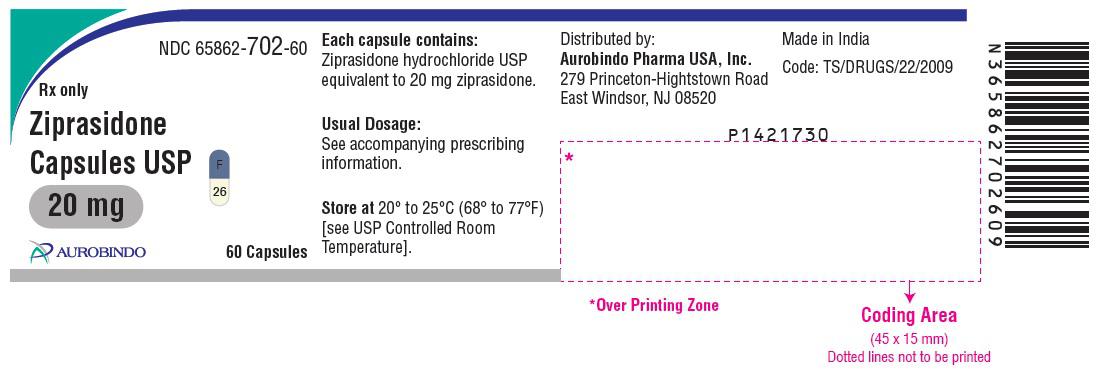 NDC 65862-702-60
Rx only
Ziprasidone
Capsules USP
20 mg
F
26
AUROBINDO
60 Capsules
Each capsule contains:
Ziprasidone hydrochloride USP
equivalent to 20 mg ziprasidone.
Usual Dosage:
See accompanying prescribing
information.
Store at 20° to 25°C (68° to 77°F)
[see USP Controlled Room
Temperature].
Distributed by:
Aurobindo Pharma USA, Inc.
279 Princeton-Hightstown Road
East Windsor, NJ 08520
Made in India
Code: TS/DRUGS/22/2009
P1421730
*
*Over Printing Zone
Coding Area
(45 x 15 mm)
Dotted lines not to be printed
N365862702609